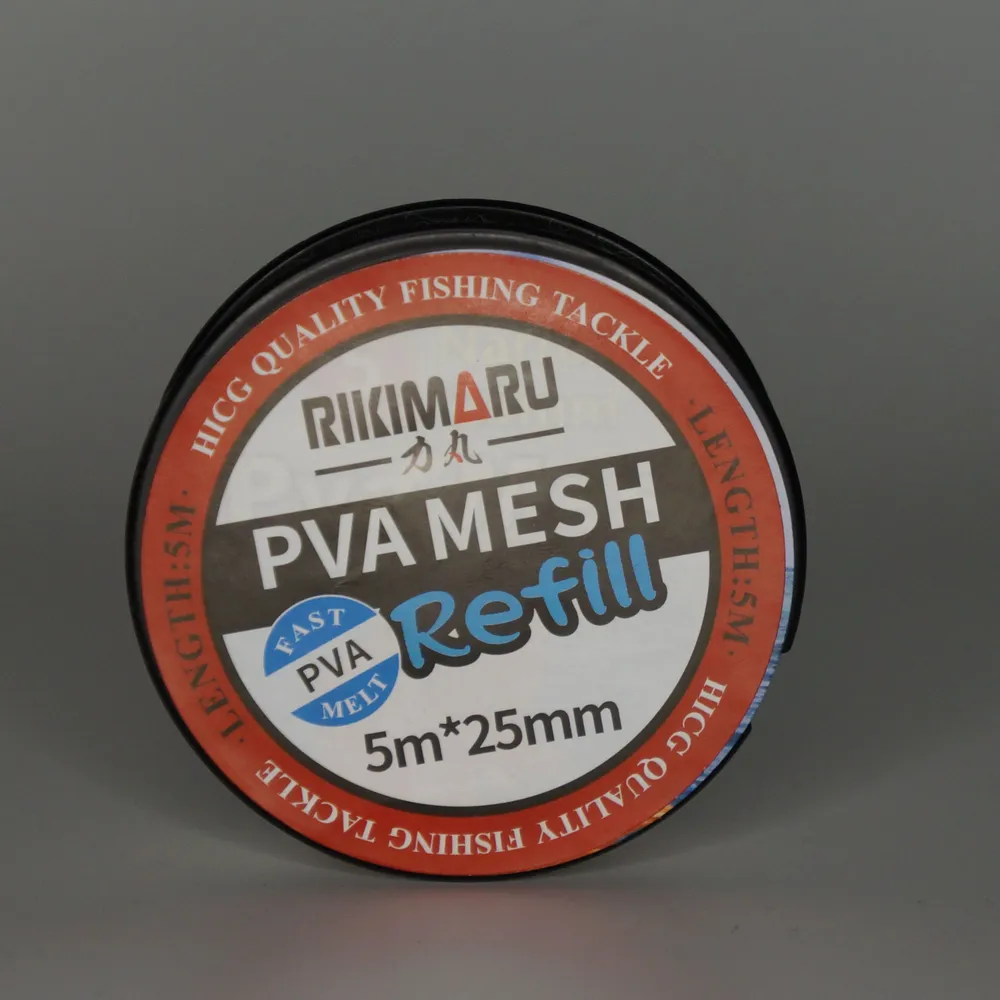 HICG QUALITY FISHING TACKLE
·LENGTH:5M·
HICG QUALITY FISHING TACKLE
·LENGTH:5M·
RIKIMARU
力丸
PVA MESH
Refill
FAST
PVA
MELT
5m*25mm